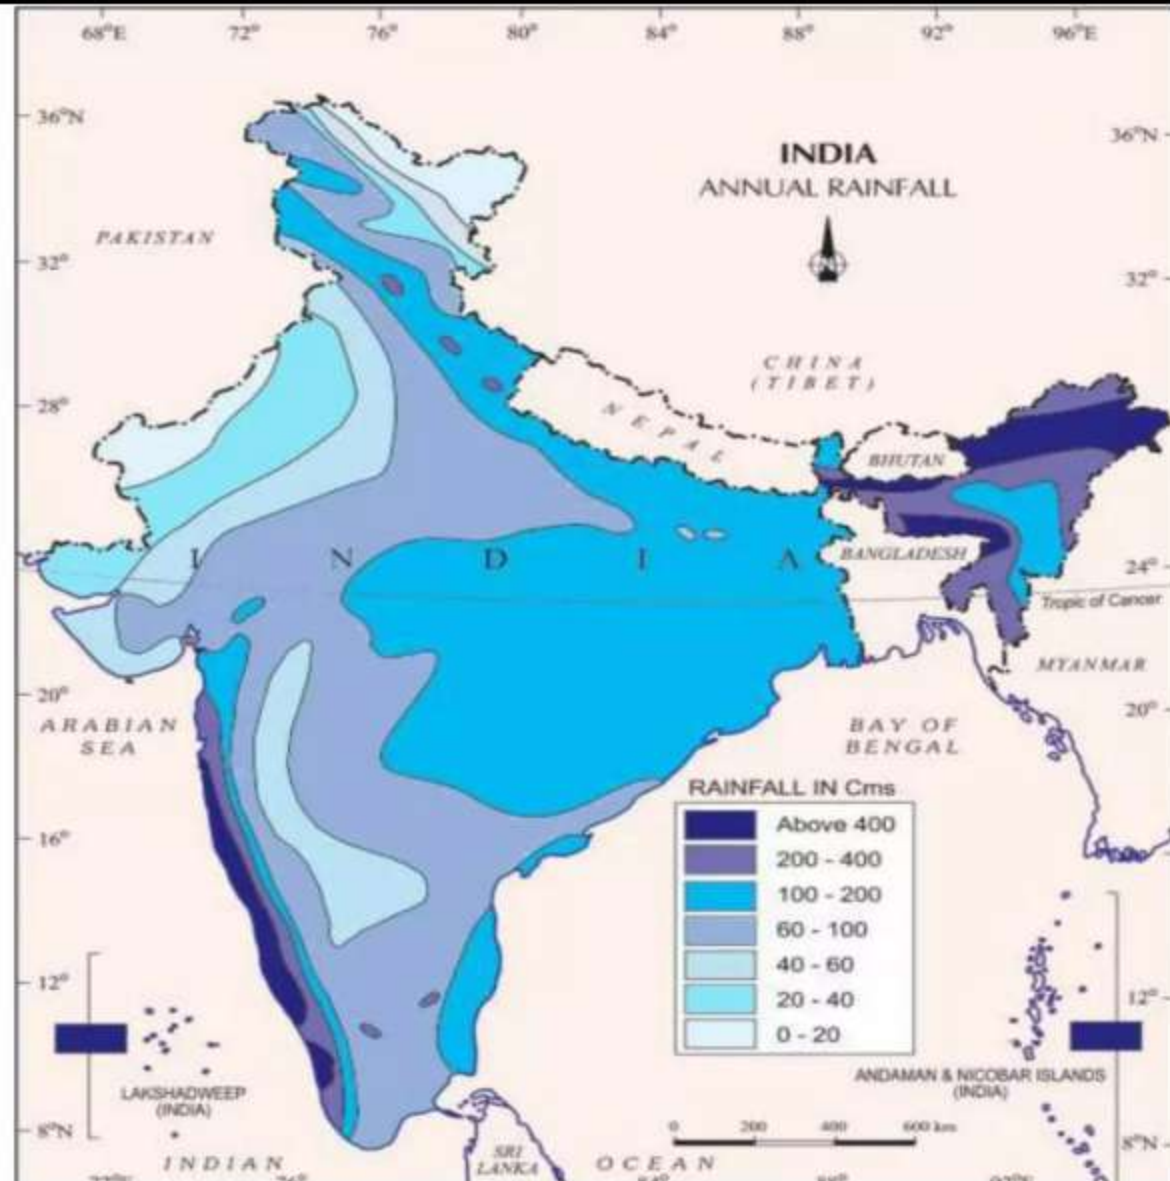 68°E 72° 76° 80° 84° 88° 92° 96°E
36°N
36°N
INDIA
ANNUAL RAINFALL
PAKISTAN
N
32°
32°
CHINA
(TIBET)
28°
NEPAL
BHUTAN
I N D I A
BANGLADESH
24°
Tropic of Cancer
MYANMAR
20°
20°
ARABIAN
SEA
BAY OF
BENGAL
RAINFALL IN Cms
Above 400
200 - 400
100 - 200
60 - 100
40 - 60
20 - 40
0 - 20
16°
12°
12°
LAKSHADWEEP
(INDIA)
ANDAMAN & NICOBAR ISLANDS
(INDIA)
0 200 400 600 km
8°N
8°N
SRI
LANKA
INDIAN OCEAN